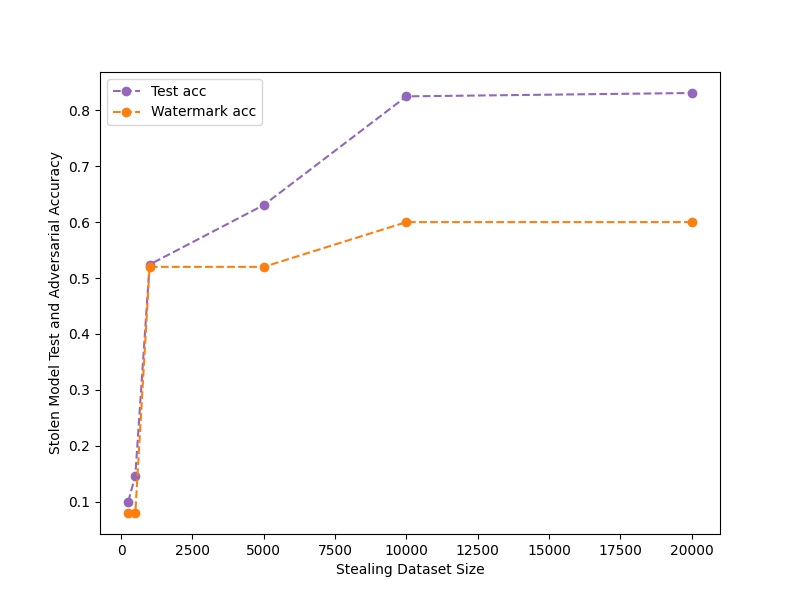 Test acc
Watermark acc
Stolen Model Test and Adversarial Accuracy
0.8
0.7
0.6
0.5
0.4
0.3
0.2
0.1
0 2500 5000 7500 10000 12500 15000 17500 20000
Stealing Dataset Size